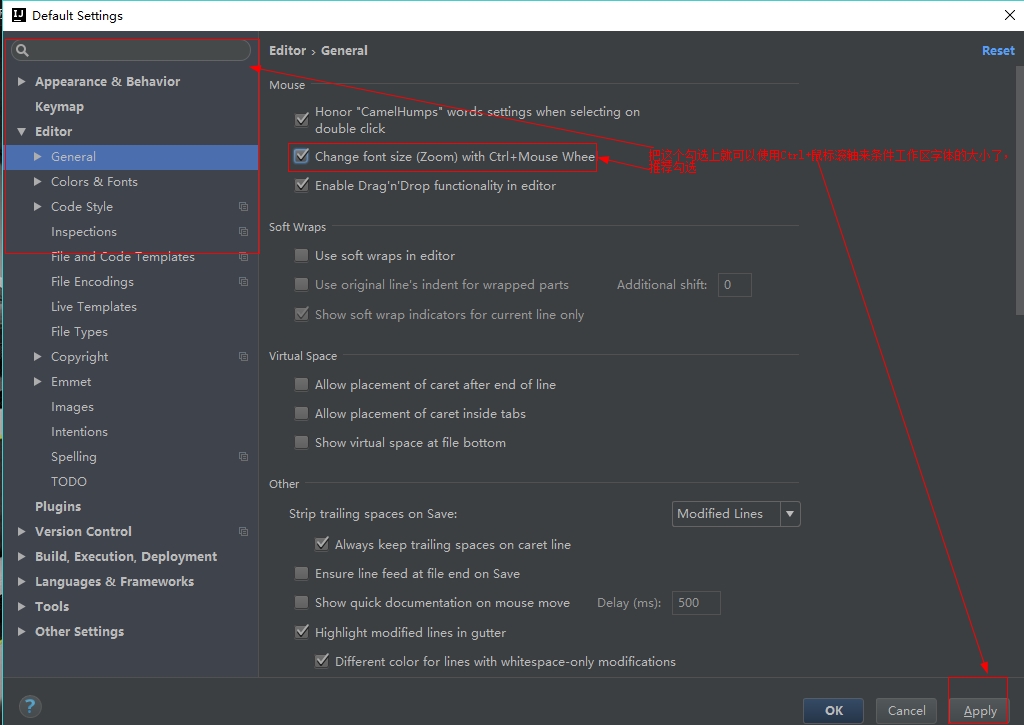 Default Settings
Appearance & Behavior
Keymap
Editor
General
Colors & Fonts
Code Style
Inspections
File and Code Templates
File Encodings
Live Templates
File Types
Copyright
Emmet
Images
Intentions
Spelling
TODO
Plugins
Version Control
Build, Execution, Deployment
Languages & Frameworks
Tools
Other Settings
Editor › General
Reset
Mouse
Honor "CamelHumps" words settings when selecting on
double click
Change font size (Zoom) with Ctrl+Mouse Whee
把这个勾选上就可以使用Ctrl+鼠标滚轴来条件工作区字体的大小了，
推荐勾选
Enable Drag'n'Drop functionality in editor
Soft Wraps
Use soft wraps in editor
Use original line's indent for wrapped parts Additional shift: 0
Show soft wrap indicators for current line only
Virtual Space
Allow placement of caret after end of line
Allow placement of caret inside tabs
Show virtual space at file bottom
Other
Strip trailing spaces on Save: Modified Lines
Always keep trailing spaces on caret line
Ensure line feed at file end on Save
Show quick documentation on mouse move Delay (ms): 500
Highlight modified lines in gutter
Different color for lines with whitespace-only modifications
? OK Cancel Apply